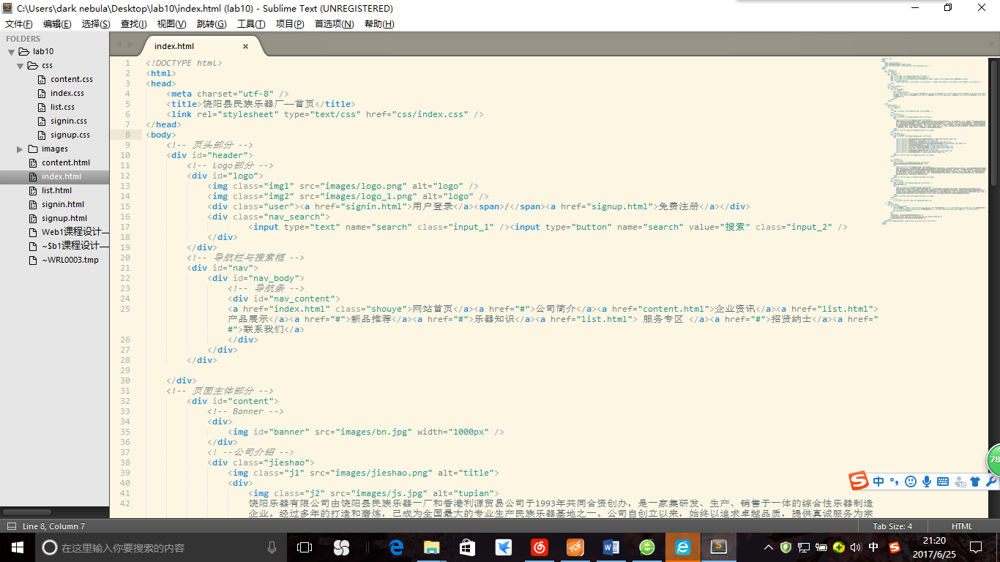 C:\Users\dark nebula\Desktop\lab10\index.html (lab10) - Sublime Text (UNREGISTERED)
文件(F) 编辑(E) 选择(S) 查找(I) 视图(V) 跳转(G) 工具(T) 项目(P) 首选项(N) 帮助(H)
FOLDERS
lab10
css
content.css
index.css
list.css
signin.css
signup.css
images
content.html
index.html
list.html
signin.html
signup.html
Web1课程设计—
~$b1课程设计—
~WRL0003.tmp
index.html ×
1 <!DOCTYPE html>
2 <html>
3 <head>
4 <meta charset="utf-8" />
5 <title>饶阳县民族乐器厂——首页</title>
6 <link rel="stylesheet" type="text/css" href="css/index.css" />
7 </head>
8 <body>
9 <!-- 页头部分 -->
10 <div id="header">
11 <!-- logo部分 -->
12 <div id="logo">
13 <img class="img1" src="images/logo.png" alt="logo" />
14 <img class="img2" src="images/logo_1.png" alt="logo" />
15 <div class="user"><a href="signin.html">用户登录</a><span>/</span><a href="signup.html">免费注册</a></div>
16 <div class="nav_search">
17 <input type="text" name="search" class="input_1" /><input type="button" name="search" value="搜索" class="input_2" />
18 </div>
19 </div>
20 <!-- 导航栏与搜索框 -->
21 <div id="nav">
22 <div id="nav_body">
23 <!-- 导航条 -->
24 <div id="nav_content">
25 <a href="index.html" class="shouye">网站首页</a><a href="#">公司简介</a><a href="content.html">企业资讯</a><a href="list.html">
产品展示</a><a href="#">新品推荐</a><a href="#">乐器知识</a><a href="list.html"> 服务专区 </a><a href="#">招贤纳士</a><a href="
#">联系我们</a>
26 </div>
27 </div>
28 </div>
29
30 </div>
31 <!-- 页面主体部分 -->
32 <div id="content">
33 <!-- Banner -->
34 <div>
35 <img id="banner" src="images/bn.jpg" width="1000px" />
36 </div>
37 <! --公司介绍 -->
38 <div class="jieshao">
39 <img class="j1" src="images/jieshao.png" alt="title">
40 <div>
41 <img class="j2" src="images/js.jpg" alt="tupian">
42 饶阳乐器有限公司由饶阳县民族乐器一厂和香港利源贸易公司于1993年共同合资创办，是一家集研发、生产、销售于一体的综合性乐器制造
企业。经过多年的打造和磨炼，己成为全国最大的专业生产民族乐器基地之一。公司自创立以来，始终以追求卓越品质，提供真诚服务为宗
78
中
Line 8, Column 7 Tab Size: 4 HTML
在这里输入你要搜索的内容
中
21:20
2017/6/25